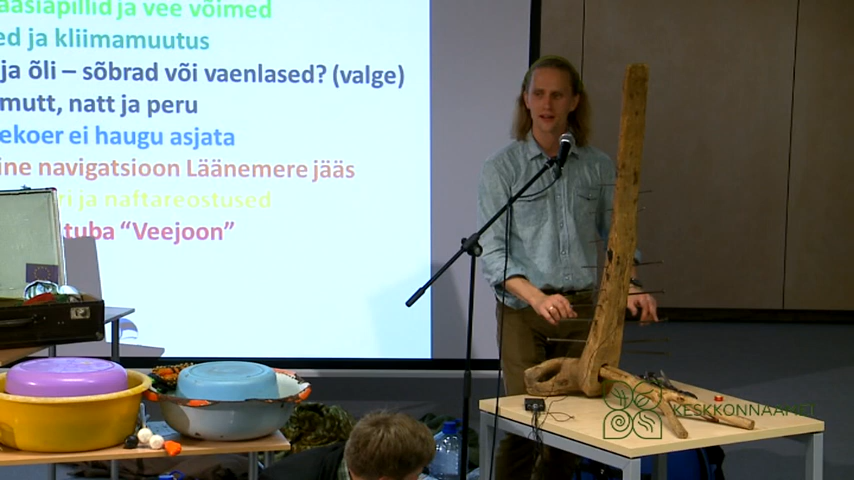 aasiapillid ja vee võimed
ed ja kliimamuutus
ja õli – sõbrad või vaenlased? (valge)
mutt, natt ja peru
ekoer ei haugu asjata
ine navigatsioon Läänemere jääs
ri ja naftareostused
tuba “Veejoon”
KESKKONNAAMET